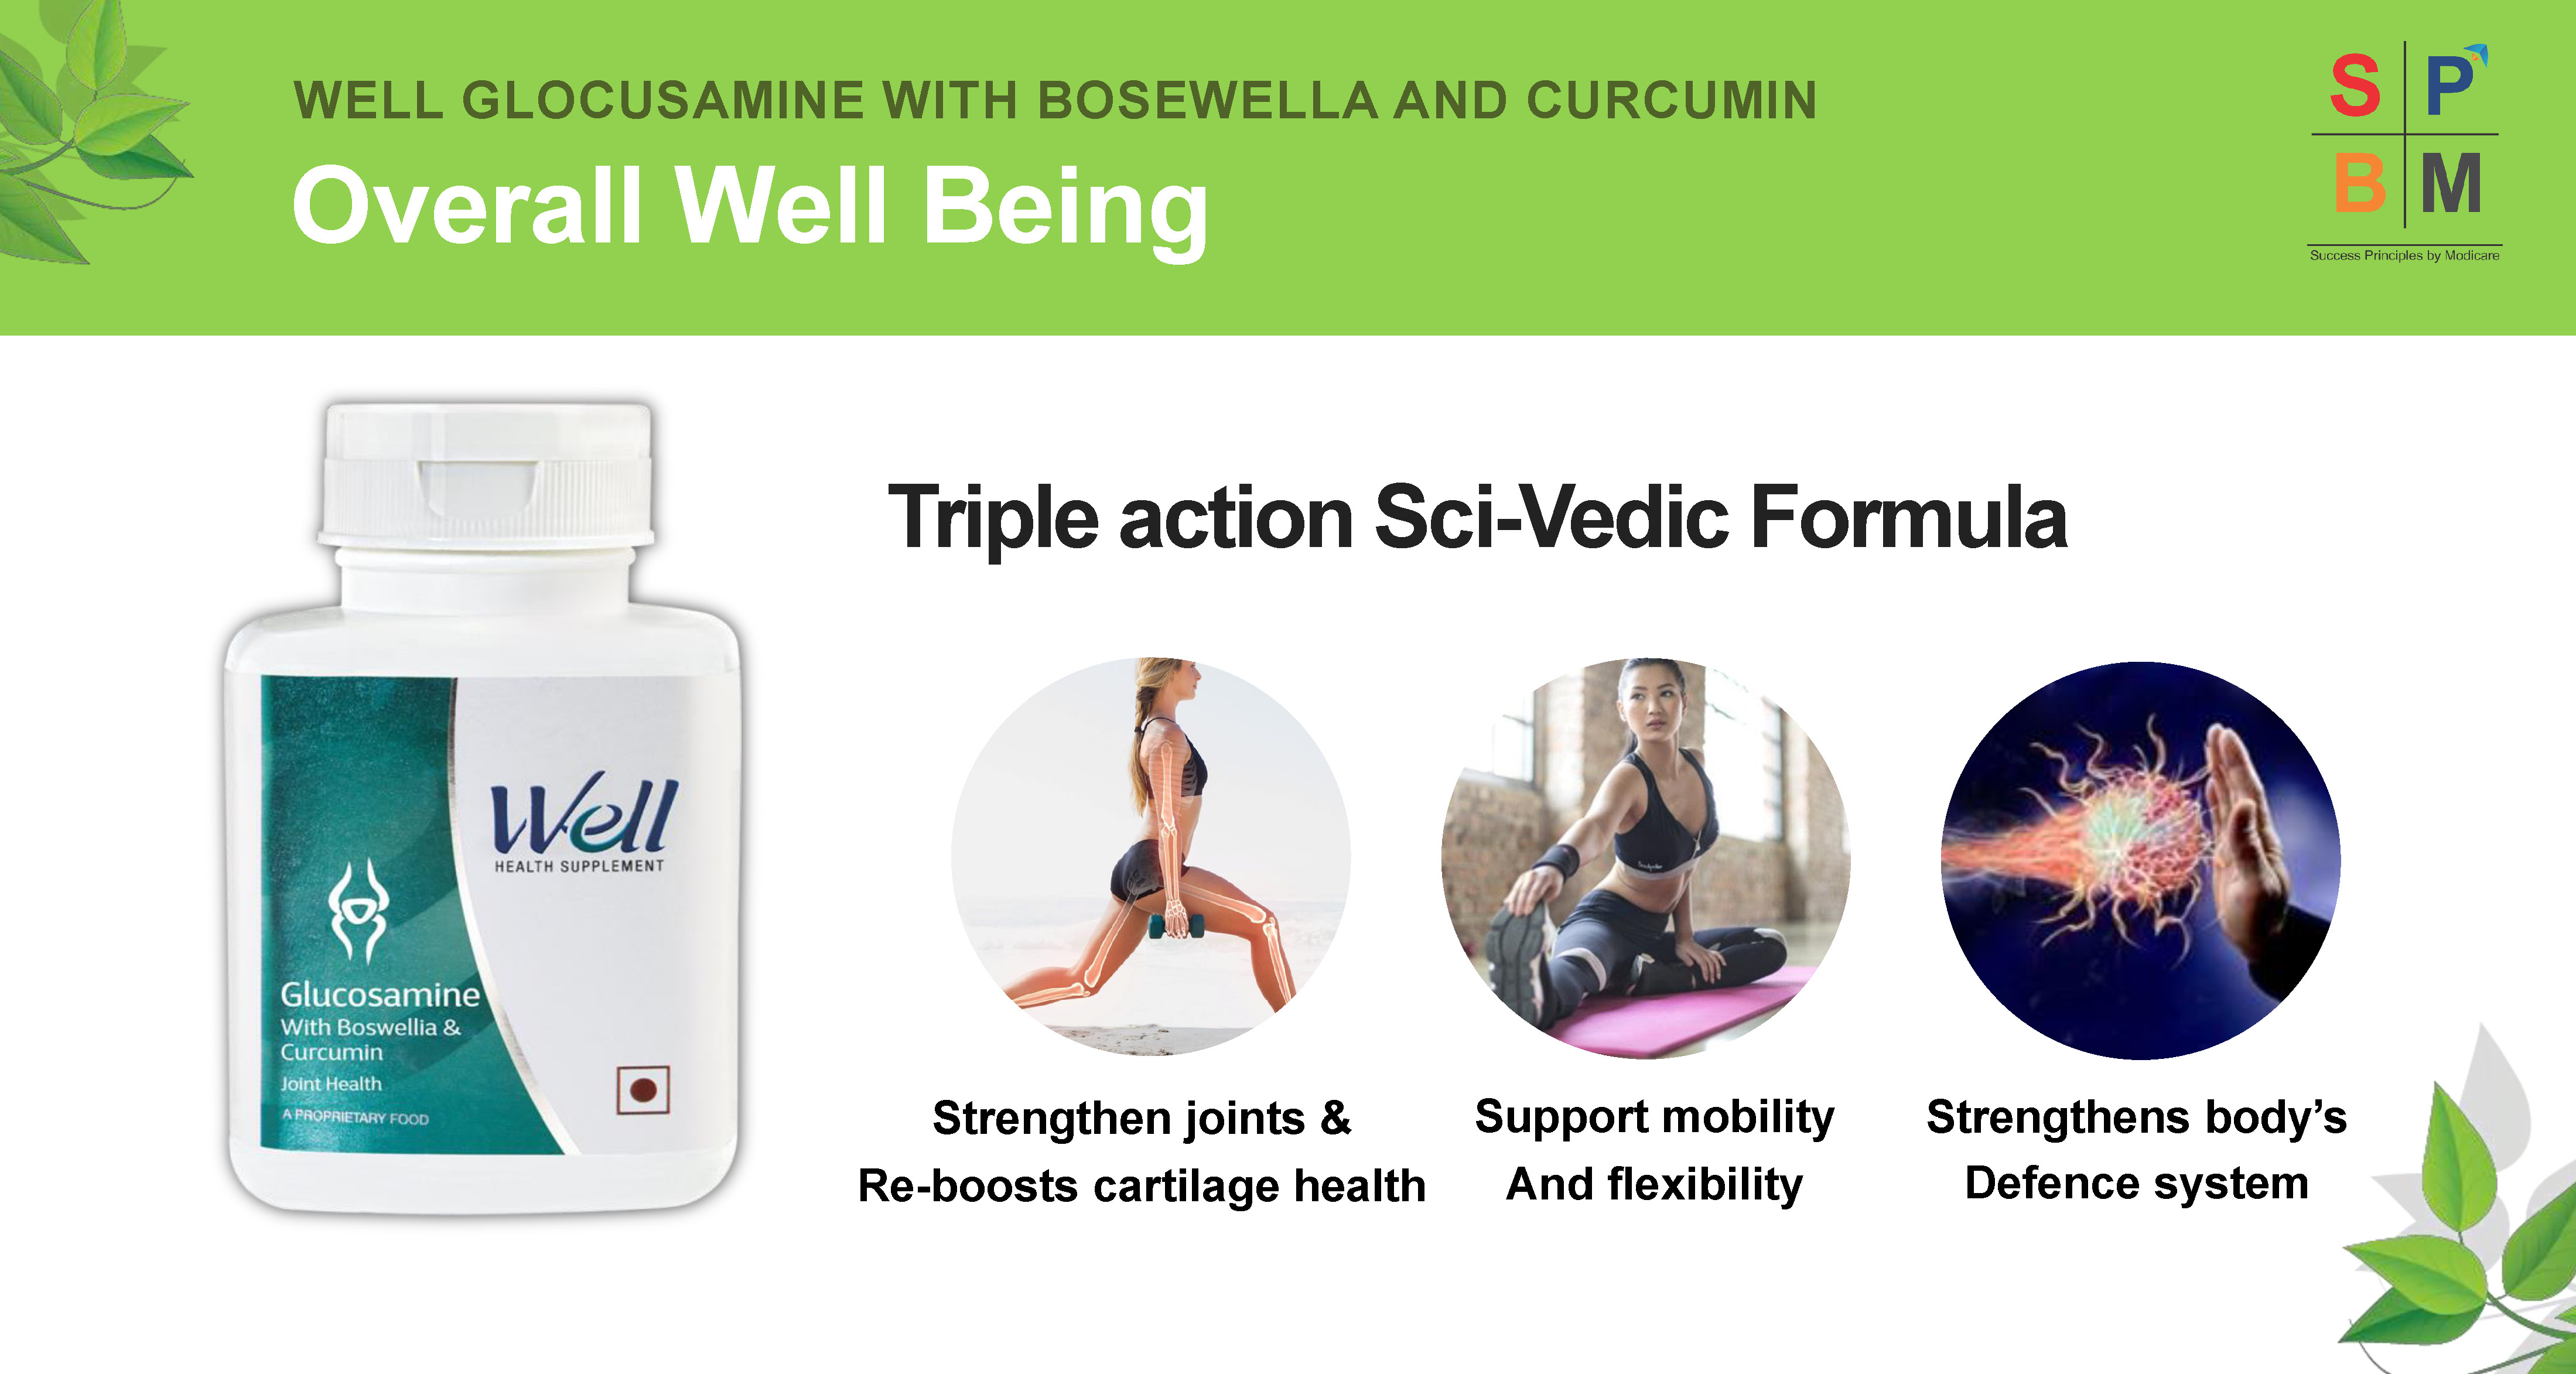 WELL GLOCUSAMINE WITH BOSEWELLA AND CURCUMIN
Overall Well Being
S P
B M
Success Principles by Modicare
Triple action Sci-Vedic Formula
Well
HEALTH SUPPLEMENT
Glucosamine
With Boswellia &
Curcumin
Joint Health
A PROPRIETARY FOOD
Strengthen joints &
Re-boosts cartilage health
Support mobility
And flexibility
Strengthens body’s
Defence system